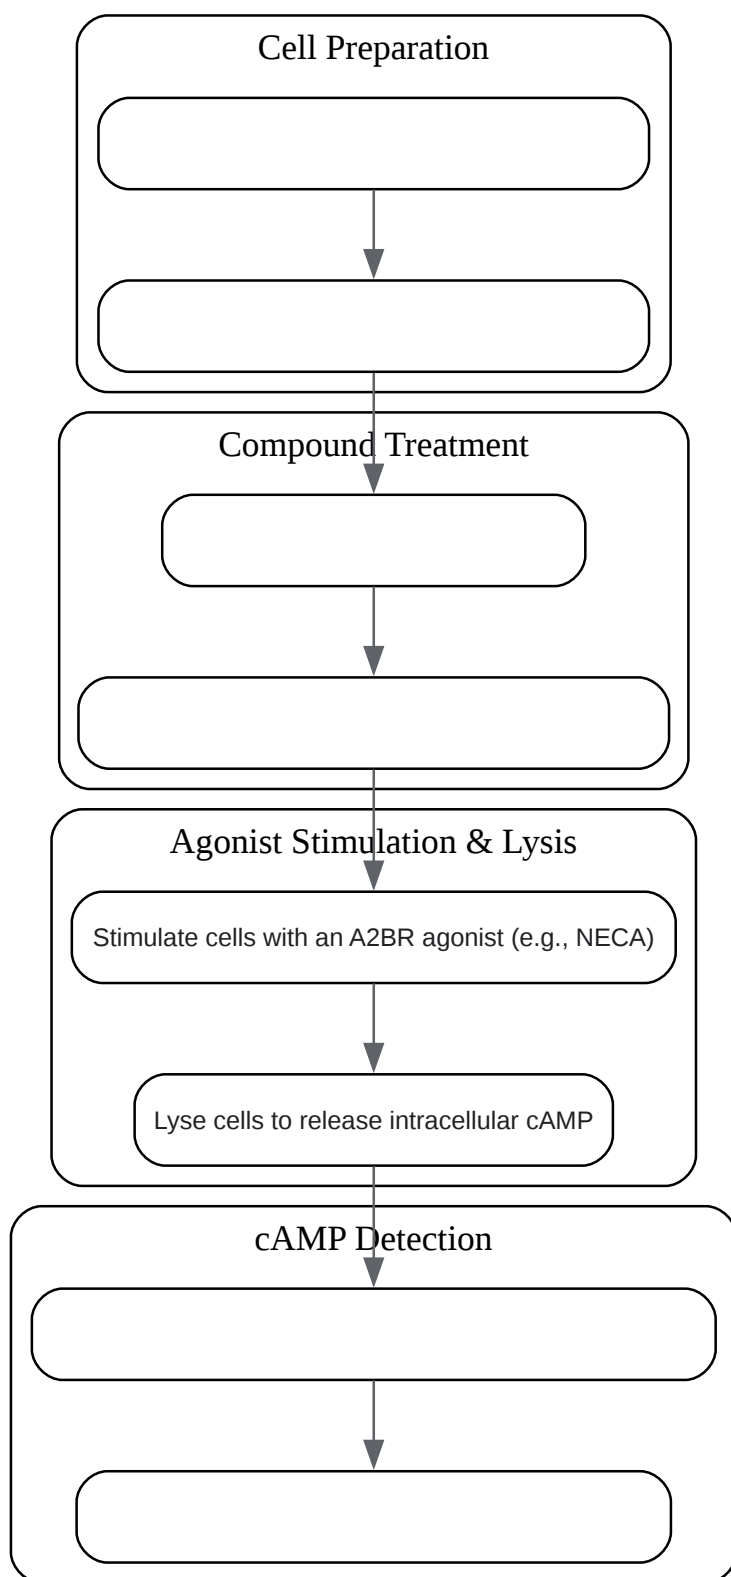 Cell Preparation
Compound Treatment
Agonist Stimulation & Lysis
Stimulate cells with an A2BR agonist (e.g., NECA)
Lyse cells to release intracellular cAMP
cAMP Detection